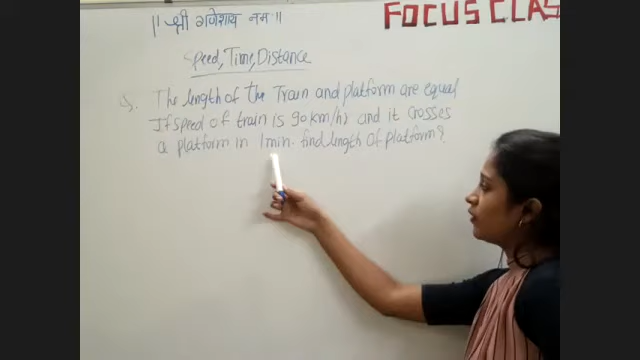 ॥ श्री गणेशाय नमः॥
FOCUS CLAS
Speed, Time, Distance
The length of the Train and platform are equal
If speed of train is 90 km/hr and it crosses
a platform in 1 min. find length of platform?